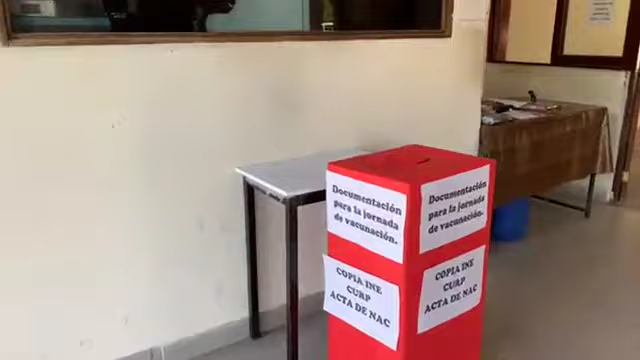 Documentación
para la jornada
de vacunación.
COPIA INE
CURP
ACTA DE NAC
Documentación
para la jornada
de vacunación.
COPIA INE
CURP
ACTA DE NAC